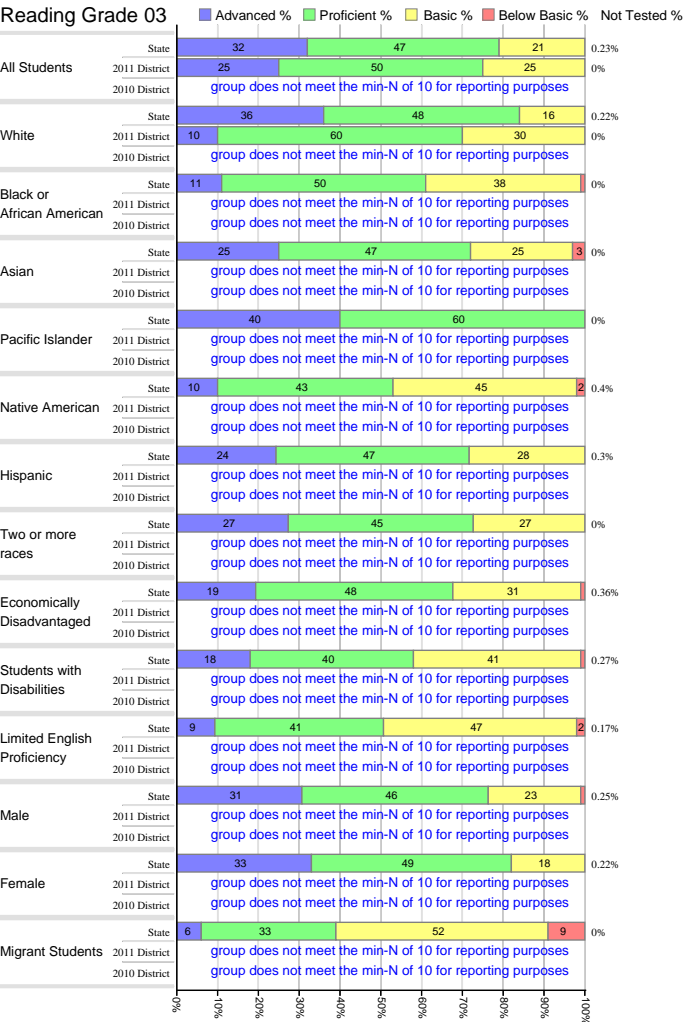 Reading Grade 03
Advanced % Proficient % Basic % Below Basic % Not Tested %
All Students
State 32 47 21 0.23%
2011 District 25 50 25 0%
2010 District group does not meet the min-N of 10 for reporting purposes
White
State 36 48 16 0.22%
2011 District 10 60 30 0%
2010 District group does not meet the min-N of 10 for reporting purposes
Black or
African American
State 11 50 38 0%
2011 District group does not meet the min-N of 10 for reporting purposes
2010 District group does not meet the min-N of 10 for reporting purposes
Asian
State 25 47 25 3 0%
2011 District group does not meet the min-N of 10 for reporting purposes
2010 District group does not meet the min-N of 10 for reporting purposes
Pacific Islander
State 40 60 0%
2011 District group does not meet the min-N of 10 for reporting purposes
2010 District group does not meet the min-N of 10 for reporting purposes
Native American
State 10 43 45 2 0.4%
2011 District group does not meet the min-N of 10 for reporting purposes
2010 District group does not meet the min-N of 10 for reporting purposes
Hispanic
State 24 47 28 0.3%
2011 District group does not meet the min-N of 10 for reporting purposes
2010 District group does not meet the min-N of 10 for reporting purposes
Two or more
races
State 27 45 27 0%
2011 District group does not meet the min-N of 10 for reporting purposes
2010 District group does not meet the min-N of 10 for reporting purposes
Economically
Disadvantaged
State 19 48 31 0.36%
2011 District group does not meet the min-N of 10 for reporting purposes
2010 District group does not meet the min-N of 10 for reporting purposes
Students with
Disabilities
State 18 40 41 0.27%
2011 District group does not meet the min-N of 10 for reporting purposes
2010 District group does not meet the min-N of 10 for reporting purposes
Limited English
Proficiency
State 9 41 47 2 0.17%
2011 District group does not meet the min-N of 10 for reporting purposes
2010 District group does not meet the min-N of 10 for reporting purposes
Male
State 31 46 23 0.25%
2011 District group does not meet the min-N of 10 for reporting purposes
2010 District group does not meet the min-N of 10 for reporting purposes
Female
State 33 49 18 0.22%
2011 District group does not meet the min-N of 10 for reporting purposes
2010 District group does not meet the min-N of 10 for reporting purposes
Migrant Students
State 6 33 52 9 0%
2011 District group does not meet the min-N of 10 for reporting purposes
2010 District group does not meet the min-N of 10 for reporting purposes
0% 10% 20% 30% 40% 50% 60% 70% 80% 90% 100%